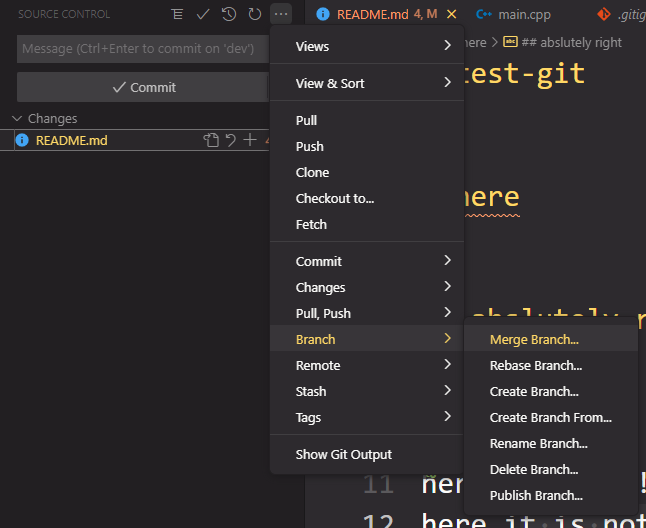 SOURCE CONTROL
Message (Ctrl+Enter to commit on 'dev')
Commit
Changes
README.md
README.md 4, M
main.cpp
here > ## abslutely right
test-git
here
abslutely
Views
View & Sort
Pull
Push
Clone
Checkout to...
Fetch
Commit
Changes
Pull, Push
Branch
Remote
Stash
Tags
Show Git Output
Merge Branch...
Rebase Branch...
Create Branch...
Create Branch From...
Rename Branch...
Delete Branch...
Publish Branch...
11
12 here it is not